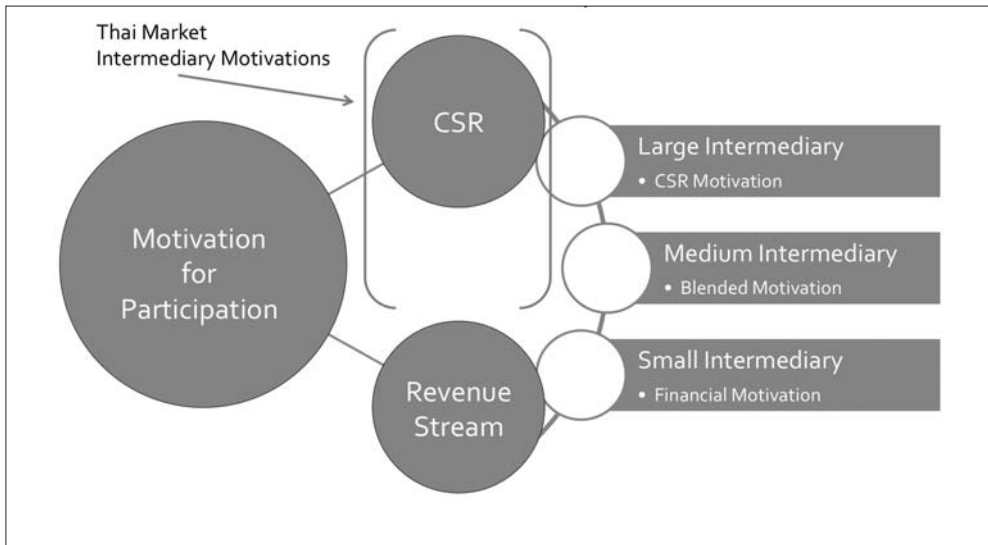 Thai Market
Intermediary Motivations
CSR
Motivation
for
Participation
Revenue
Stream
Large Intermediary
• CSR Motivation
Medium Intermediary
• Blended Motivation
Small Intermediary
• Financial Motivation